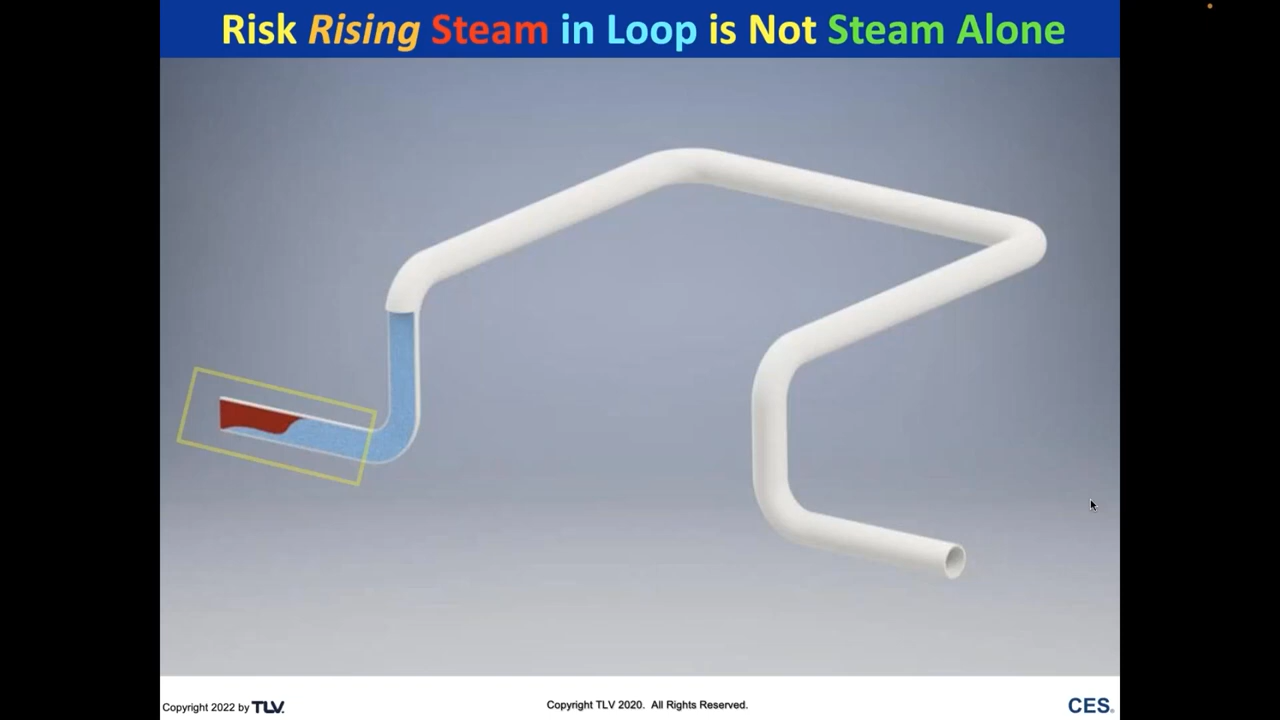 Risk Rising Steam in Loop is Not Steam Alone
Copyright 2022 by TLV.
Copyright TLV 2020. All Rights Reserved.
CES®